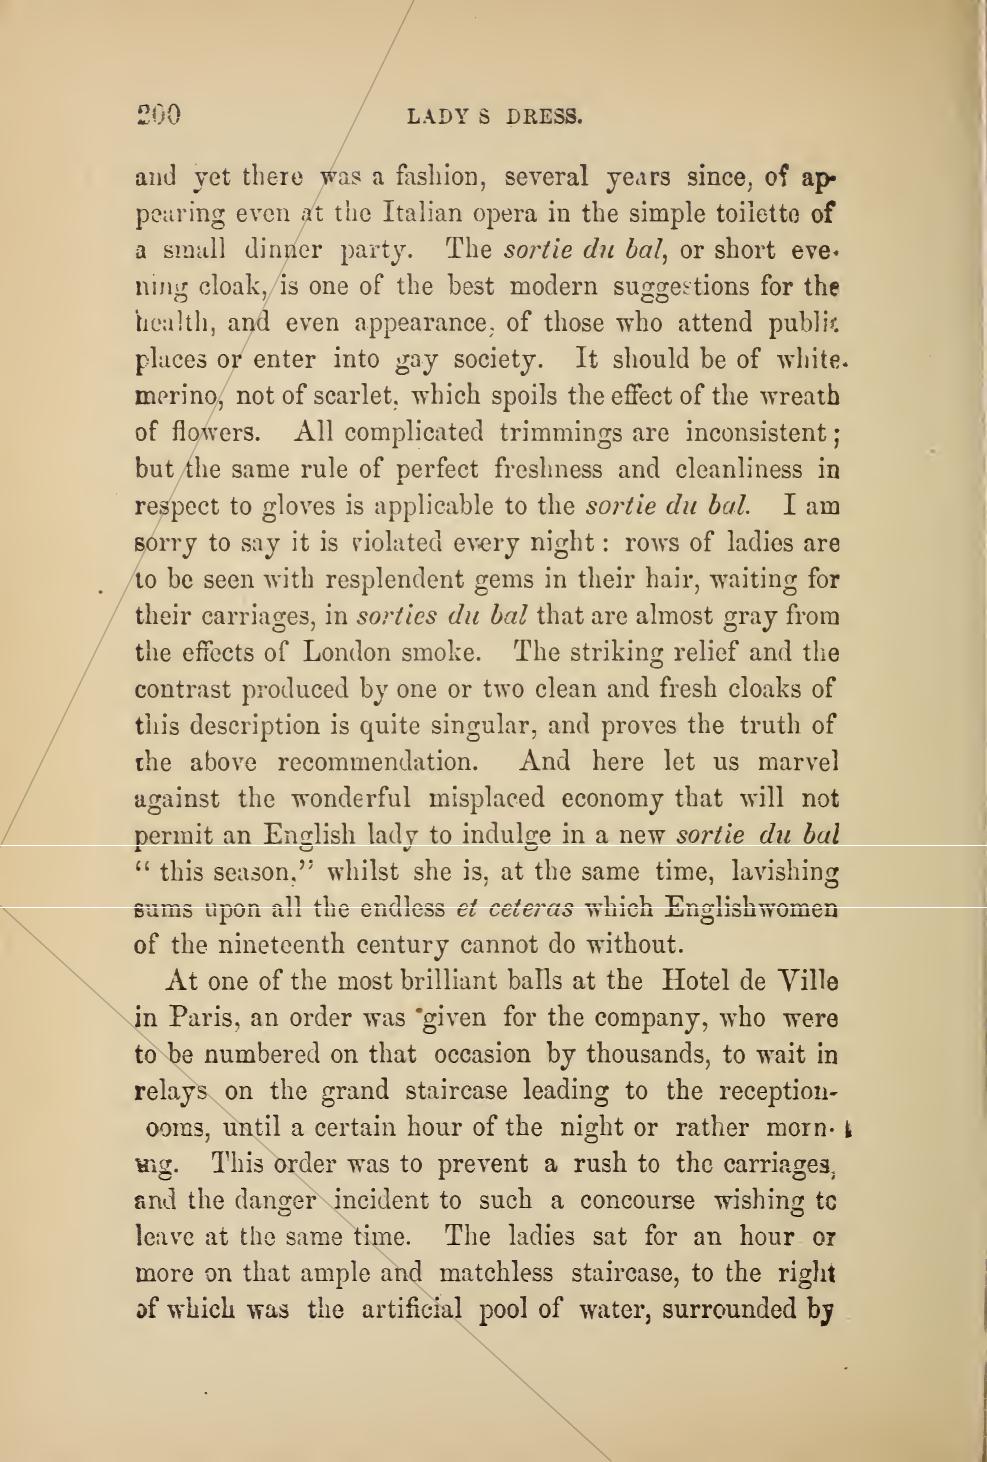 200 LADY S DRESS.
and yet there was a fashion, several years since, of ap-
pearing even at the Italian opera in the simple toilette of
a small dinner party. The sortie du bal, or short eve-
ning cloak, is one of the best modern suggestions for the
health, and even appearance, of those who attend public
places or enter into gay society. It should be of white
merino, not of scarlet, which spoils the effect of the wreath
of flowers. All complicated trimmings are inconsistent;
but the same rule of perfect freshness and cleanliness in
respect to gloves is applicable to the sortie du bal. I am
sorry to say it is violated every night: rows of ladies are
to be seen with resplendent gems in their hair, waiting for
their carriages, in sorties du bal that are almost gray from
the effects of London smoke. The striking relief and the
contrast produced by one or two clean and fresh cloaks of
this description is quite singular, and proves the truth of
the above recommendation. And here let us marvel
against the wonderful misplaced economy that will not
permit an English lady to indulge in a new sortie du bal
“ this season,” whilst she is, at the same time, lavishing
sums upon all the endless et ceteras which Englishwomen
of the nineteenth century cannot do without.
At one of the most brilliant balls at the Hotel de Ville
in Paris, an order was given for the company, who were
to be numbered on that occasion by thousands, to wait in
relays on the grand staircase leading to the reception-
ooms, until a certain hour of the night or rather morn-
ing. This order was to prevent a rush to the carriages,
and the danger incident to such a concourse wishing to
leave at the same time. The ladies sat for an hour or
more on that ample and matchless staircase, to the right
of which was the artificial pool of water, surrounded by